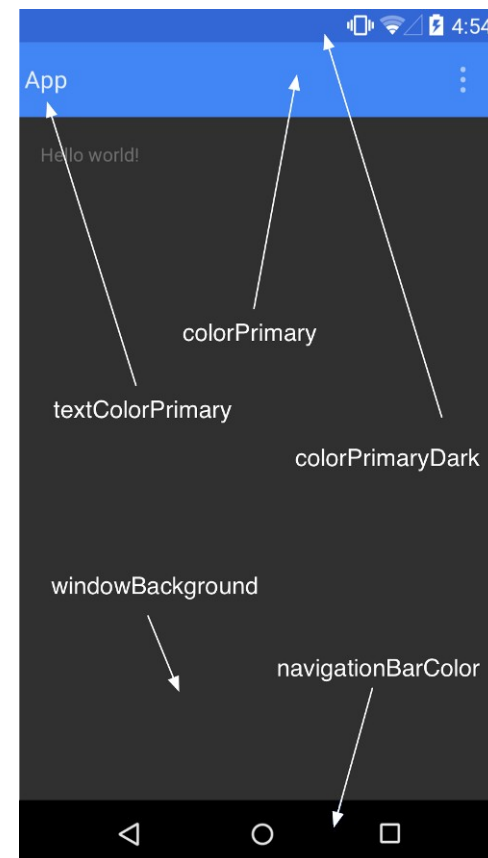 4:54
App
Hello world!
colorPrimary
textColorPrimary
colorPrimaryDark
windowBackground
navigationBarColor